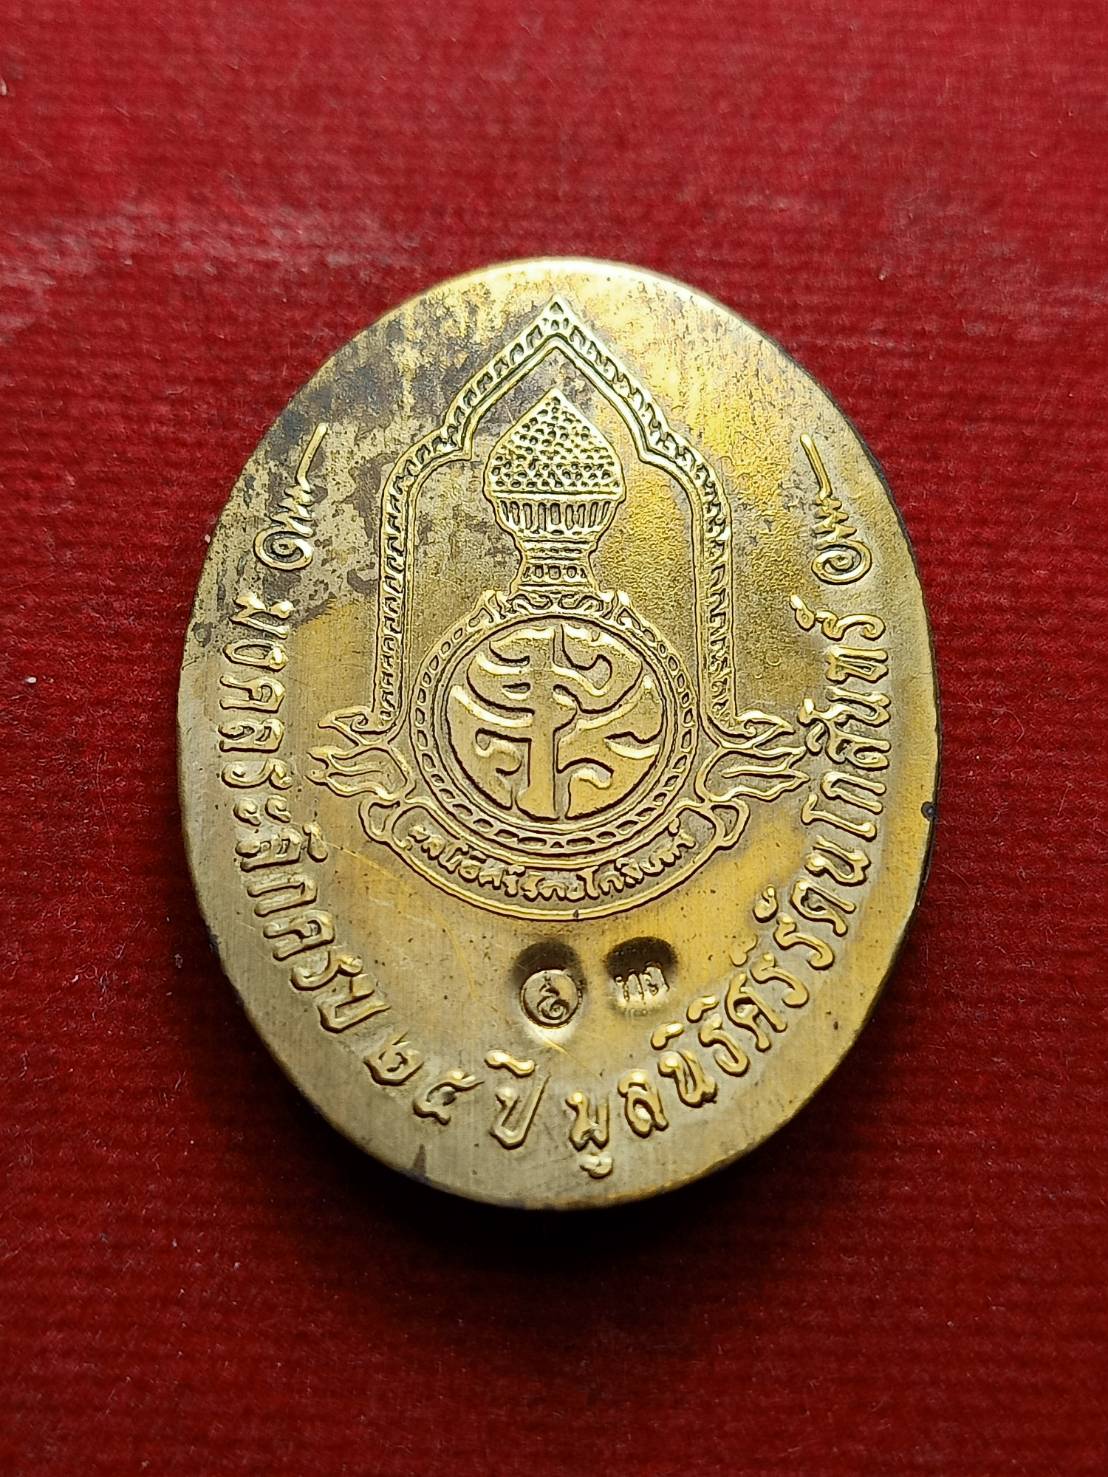 มงคลระลึกครบ ๒๕ ปี มูลนิธิศรีรัตนโกสินทร์
มูลนิธิศรีรัตนโกสินทร์